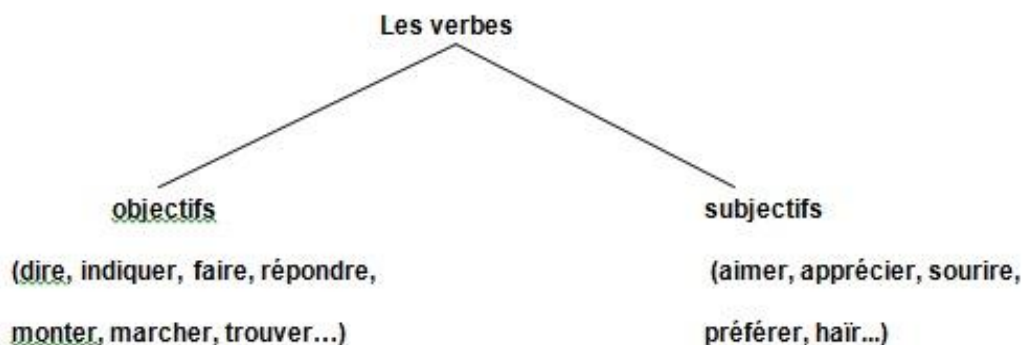 Les verbes
objectifs
subjectifs
(dire, indiquer, faire, répondre,
(aimer, apprécier, sourire,
monter, marcher, trouver...)
préférer, haïr...)